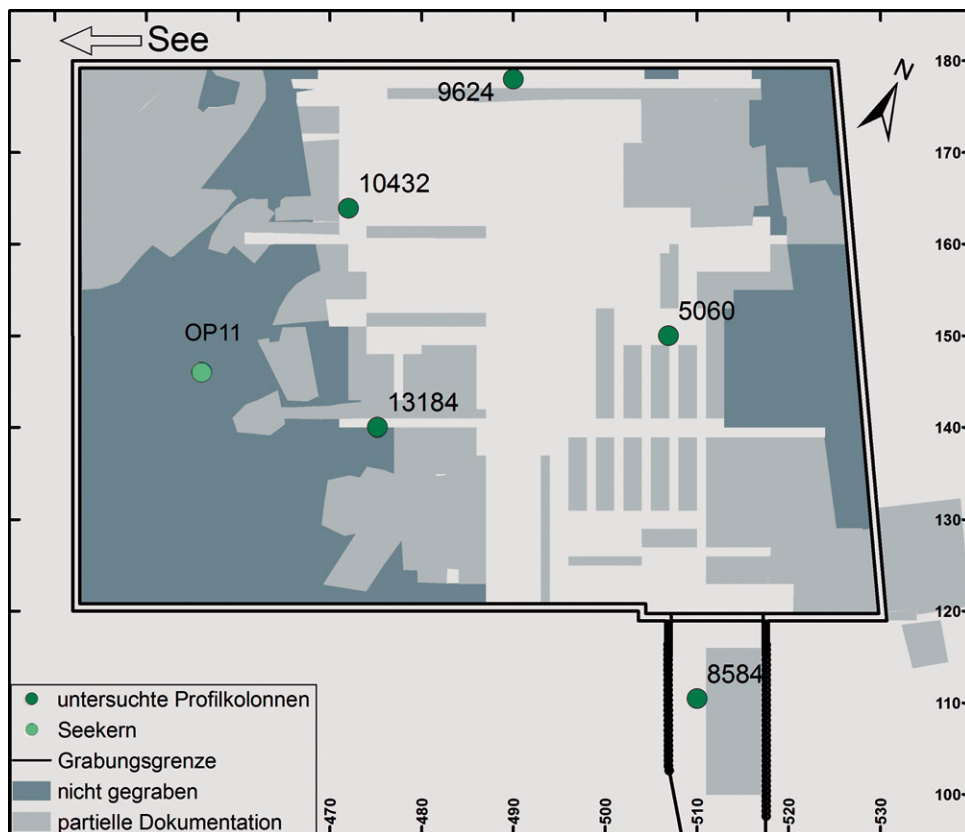 See
N
180
9624
170
10432
160
5060
150
OP11
13184
140
130
120
8584
110
100
untersuchte Profilkolonnen
Seekern
Grabungsgrenze
nicht gegraben
partielle Dokumentation
470
480
490
500
510
520
530